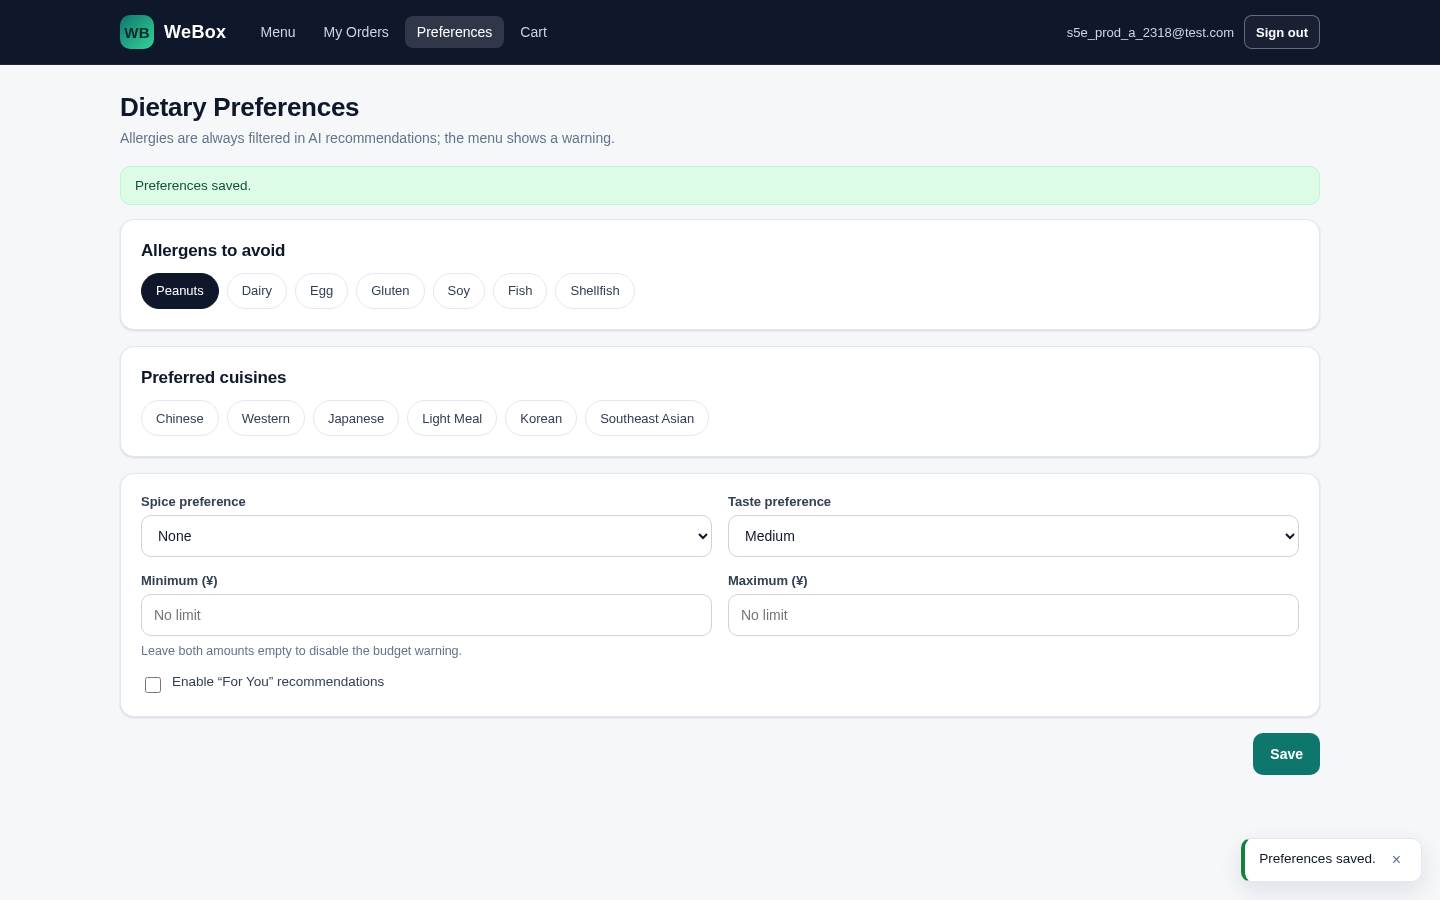 WB WeBox Menu My Orders Preferences Cart s5e_prod_a_2318@test.com Sign out
Dietary Preferences
Allergies are always filtered in AI recommendations; the menu shows a warning.
Preferences saved.
Allergens to avoid
Peanuts Dairy Egg Gluten Soy Fish Shellfish
Preferred cuisines
Chinese Western Japanese Light Meal Korean Southeast Asian
Spice preference Taste preference
None Medium
Minimum (¥) Maximum (¥)
No limit No limit
Leave both amounts empty to disable the budget warning.
Enable “For You” recommendations
Save
Preferences saved. ×